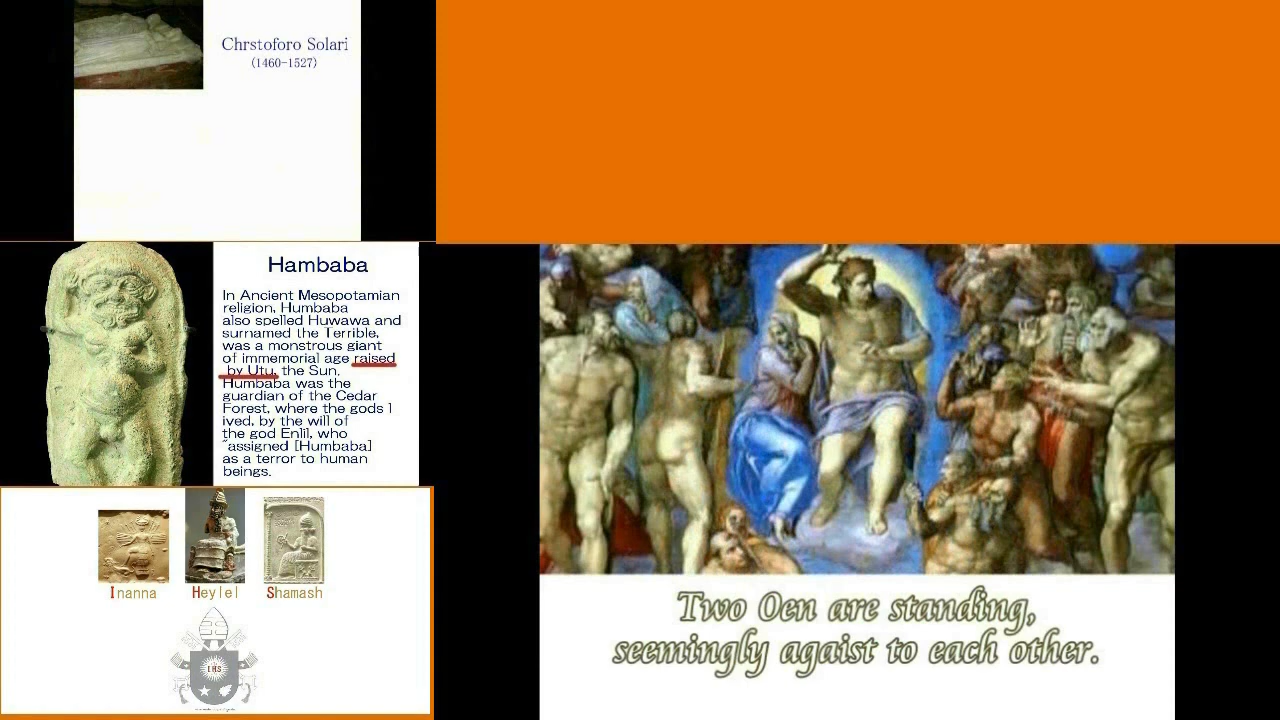 Chrstoforo Solari
(1460-1527)
Hambaba
In Ancient Mesopotamian
religion, Humbaba
also spelled Huwawa and
surnamed the Terrible,
was a monstrous giant
of immemorial age raised
by Utu, the Sun.
Humbaba was the
guardian of the Cedar
Forest, where the gods l
ived, by the will of
the god Enlil, who
"assigned [Humbaba]
as a terror to human
beings.
Inanna Heylel Shamash
IHS
Two Oen are standing,
seemingly agaist to each other.